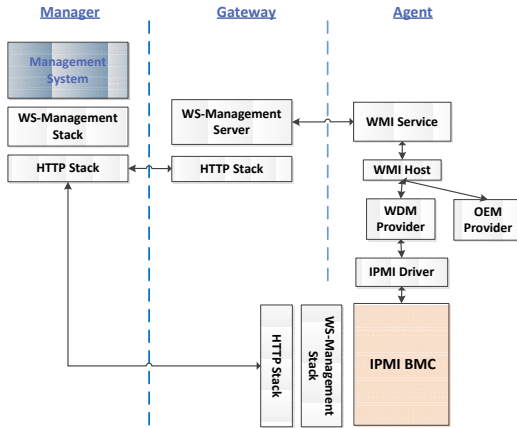 Manager
Gateway
Agent
Management
System
WS-Management
Stack
HTTP Stack
WS-Management
Server
HTTP Stack
WMI Service
WMI Host
WDM
Provider
OEM
Provider
IPMI Driver
HTTP Stack
WS-Management
Stack
IPMI BMC